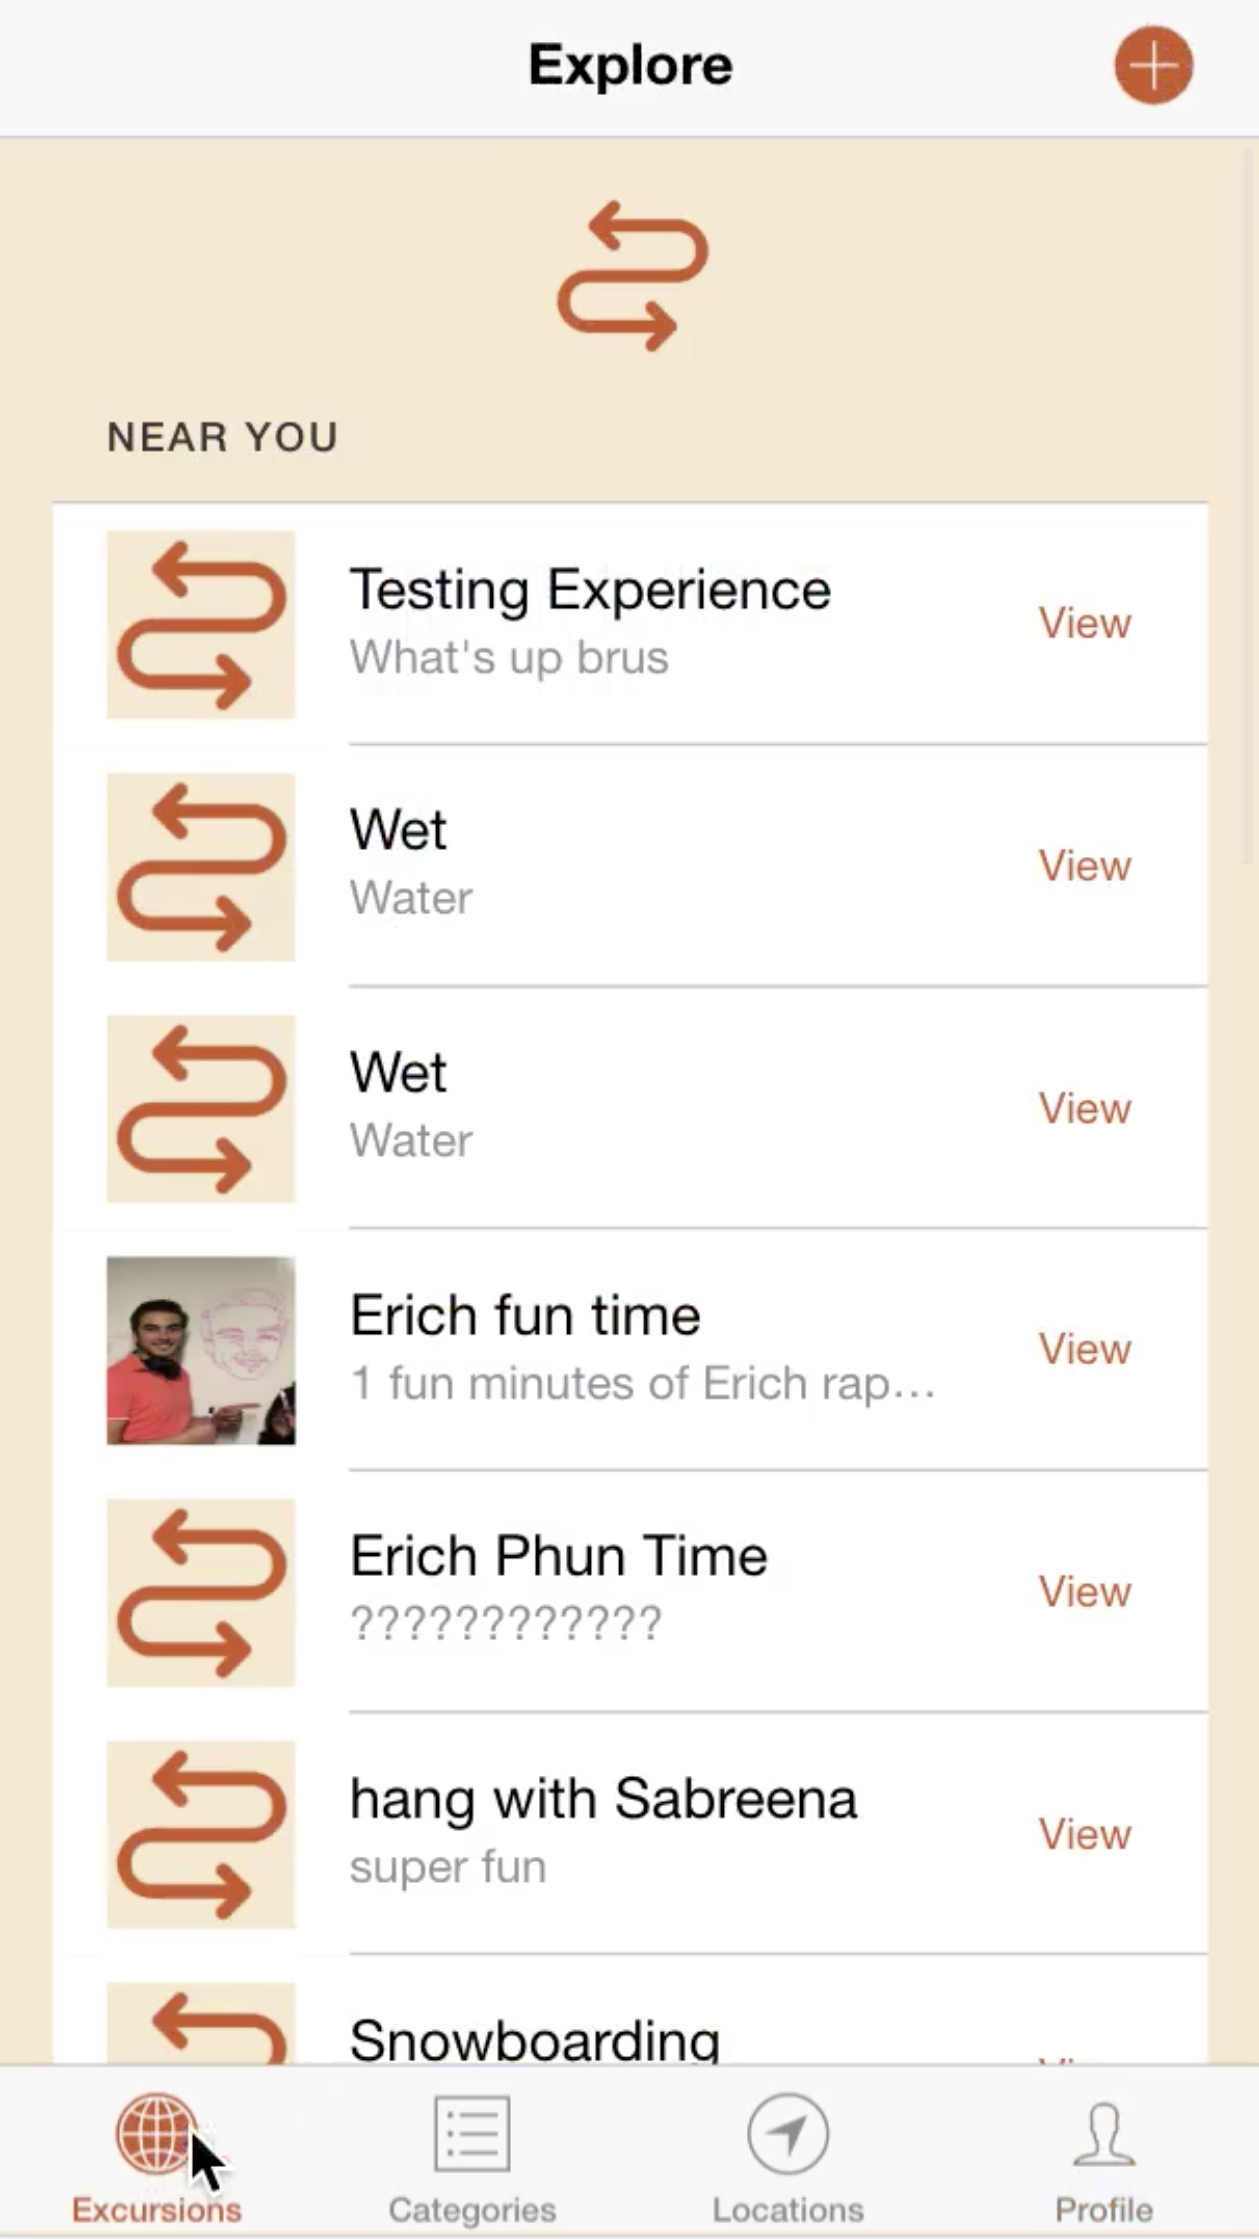 Explore
NEAR YOU
Testing Experience
What's up brus
View
Wet
Water
View
Wet
Water
View
Erich fun time
1 fun minutes of Erich rap...
View
Erich Phun Time
????????????
View
hang with Sabreena
super fun
View
Snowboarding
Excursions
Categories
Locations
Profile